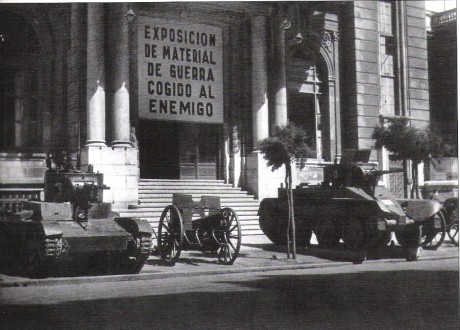 EXPOSICION
DE MATERIAL
DE GUERRA
COGIDO AL
ENEMIGO